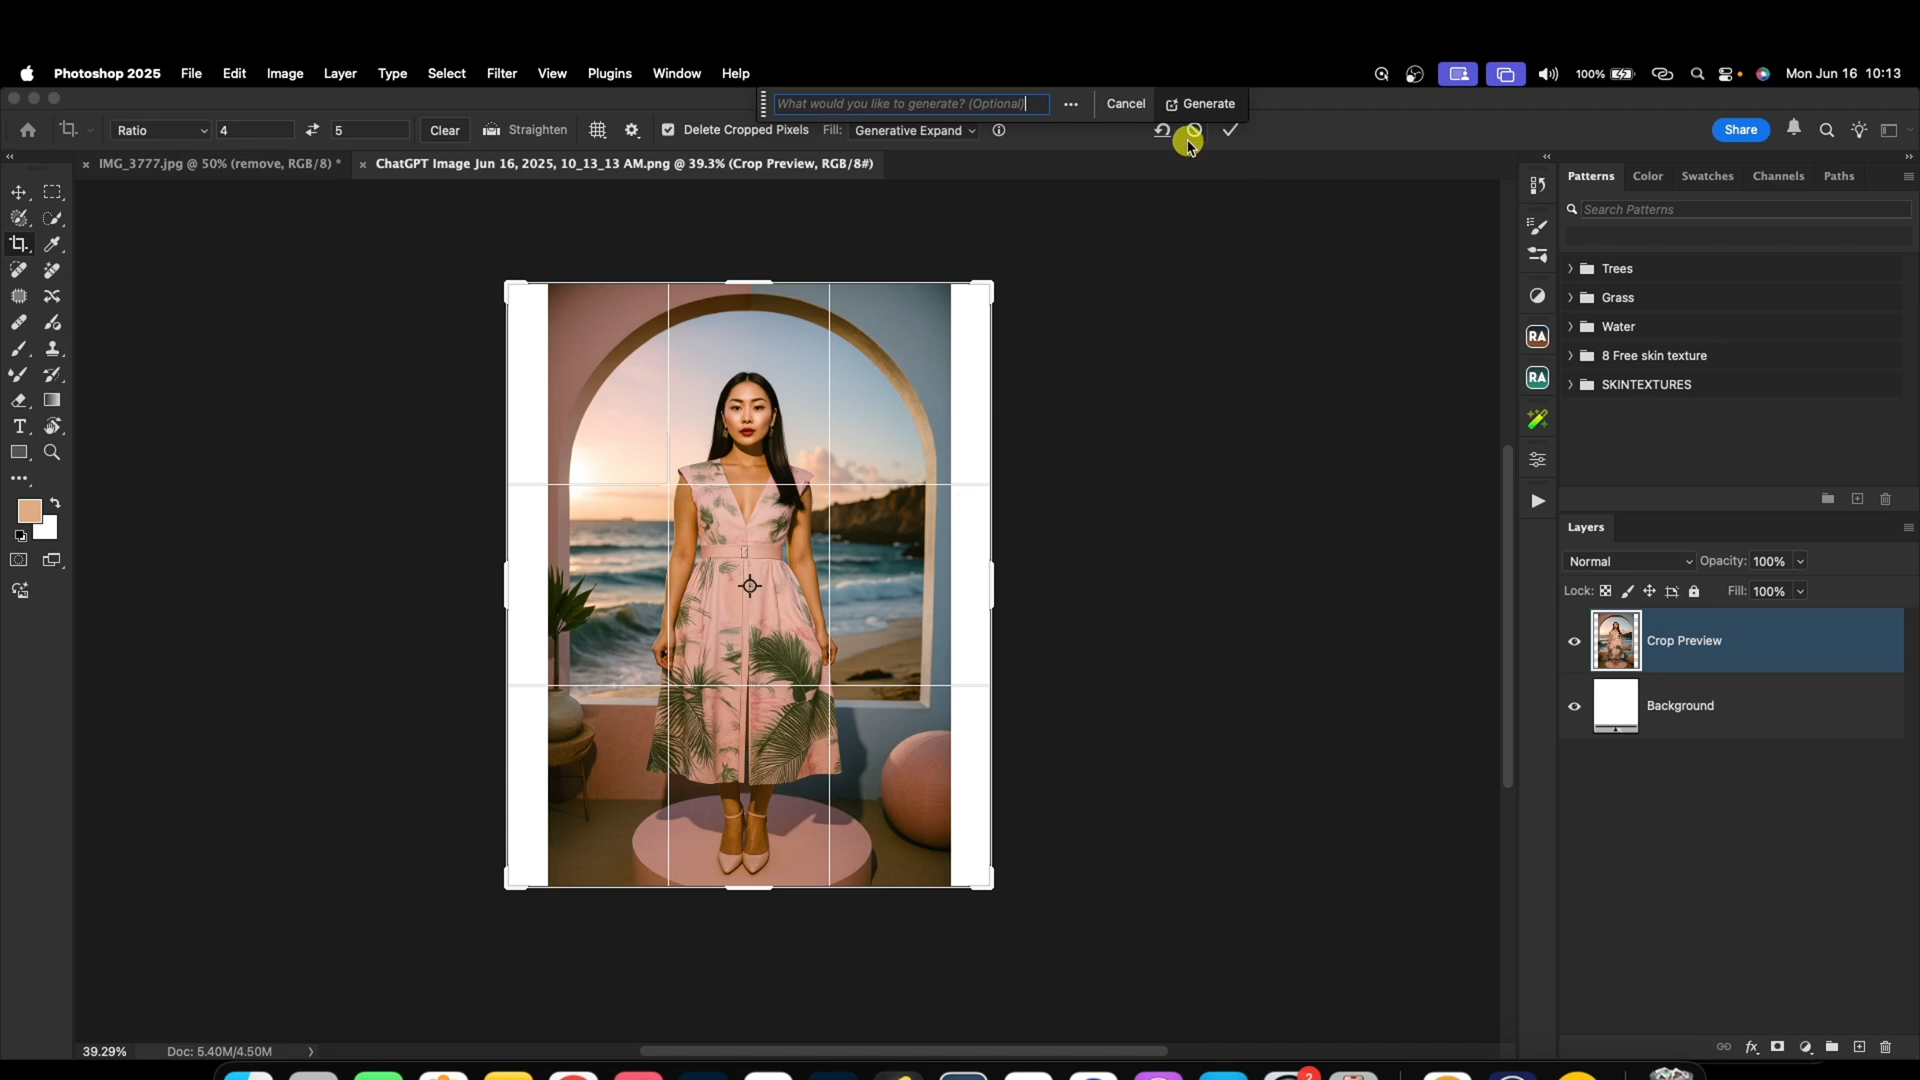 Photoshop 2025 File Edit Image Layer Type Select Filter View Plugins Window Help 100% Mon Jun 16 10:13
What would you like to generate? (Optional) Cancel Generate
Ratio 4 5 Clear Straighten Delete Cropped Pixels Fill: Generative Expand Share
IMG_3777.jpg @ 50% (remove, RGB/8) * ChatGPT Image Jun 16, 2025, 10_13_13 AM.png @ 39.3% (Crop Preview, RGB/8#)
Patterns Color Swatches Channels Paths
Search Patterns
Trees
Grass
Water
RA
8 Free skin texture
RA
SKINTEXTURES
Layers
Normal Opacity: 100%
Lock: Fill: 100%
Crop Preview
Background
fx
39.29% Doc: 5.40M/4.50M
2